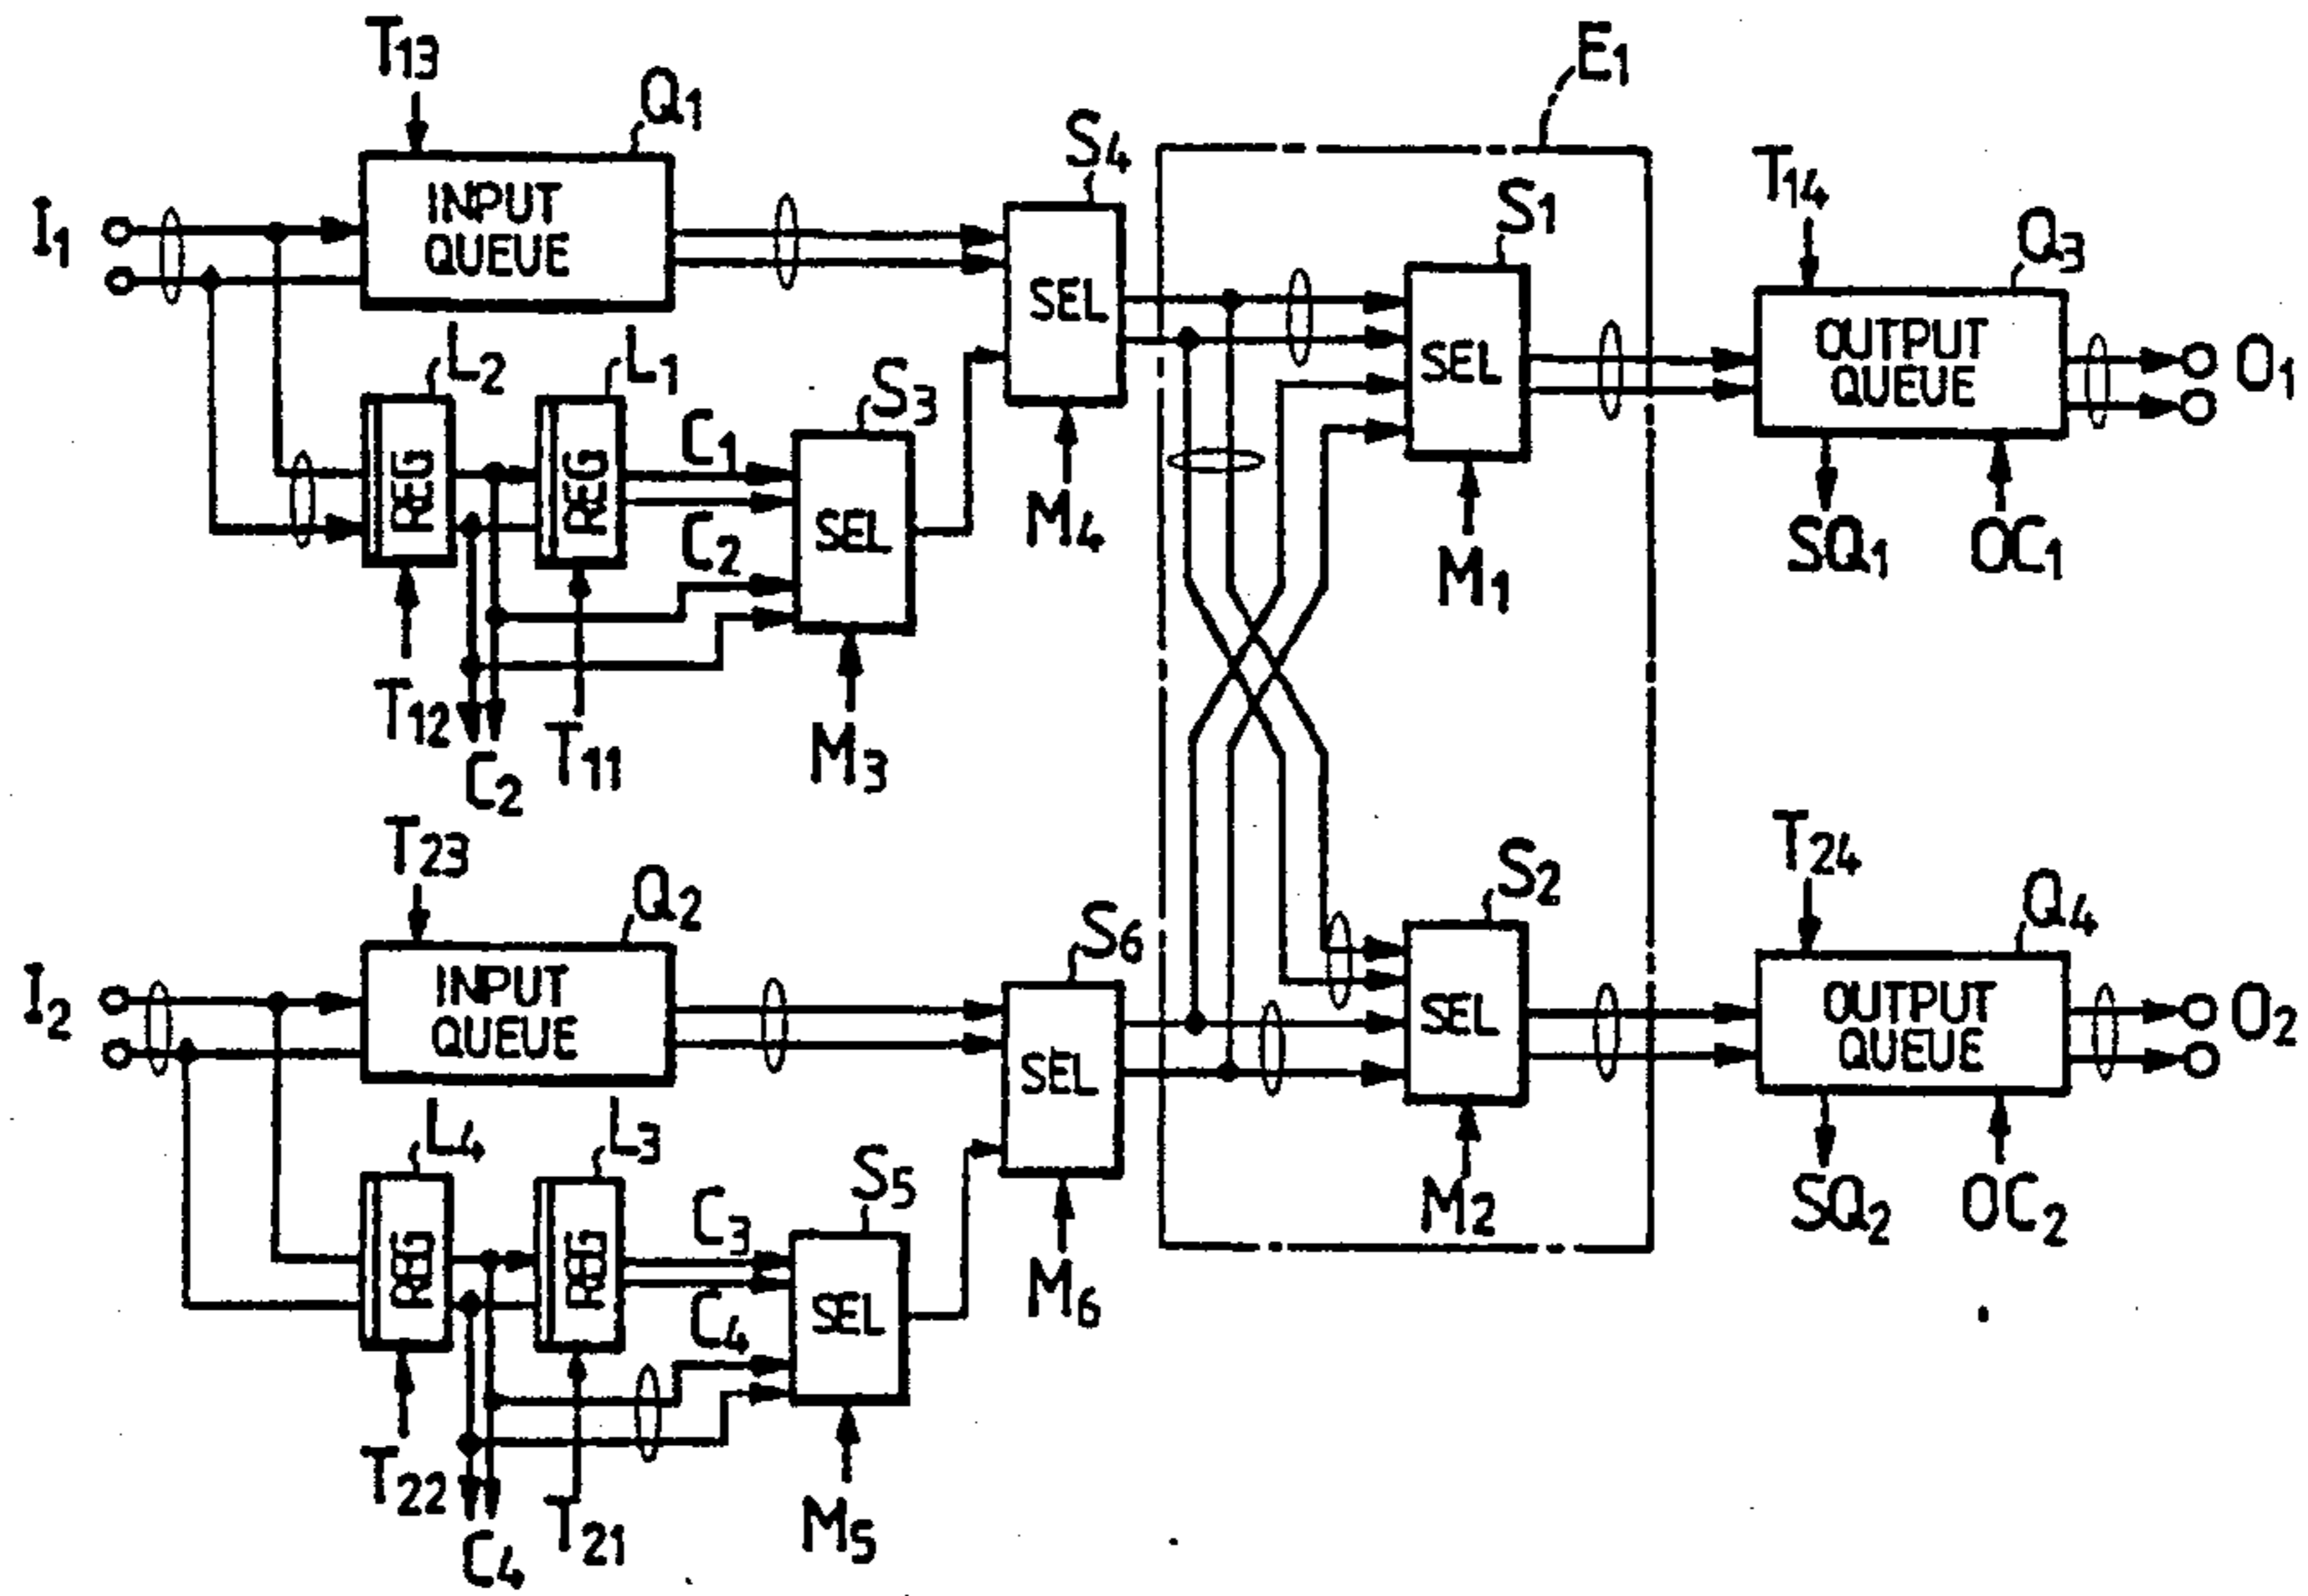 T13
Q1
E1
S4
I1
INPUT
QUEUE
S1
T14
Q3
SEL
L2
L1
S3
SEL
OUTPUT
QUEUE
O1
REG
REG
C1
C2
SEL
M4
M1
SQ1
OC1
T12
C2
T11
M3
T23
Q2
S6
S2
T24
Q4
I2
INPUT
QUEUE
SEL
SEL
OUTPUT
QUEUE
O2
L4
L3
S5
REG
REG
C3
C4
SEL
M6
M2
SQ2
OC2
T22
C4
T21
M5